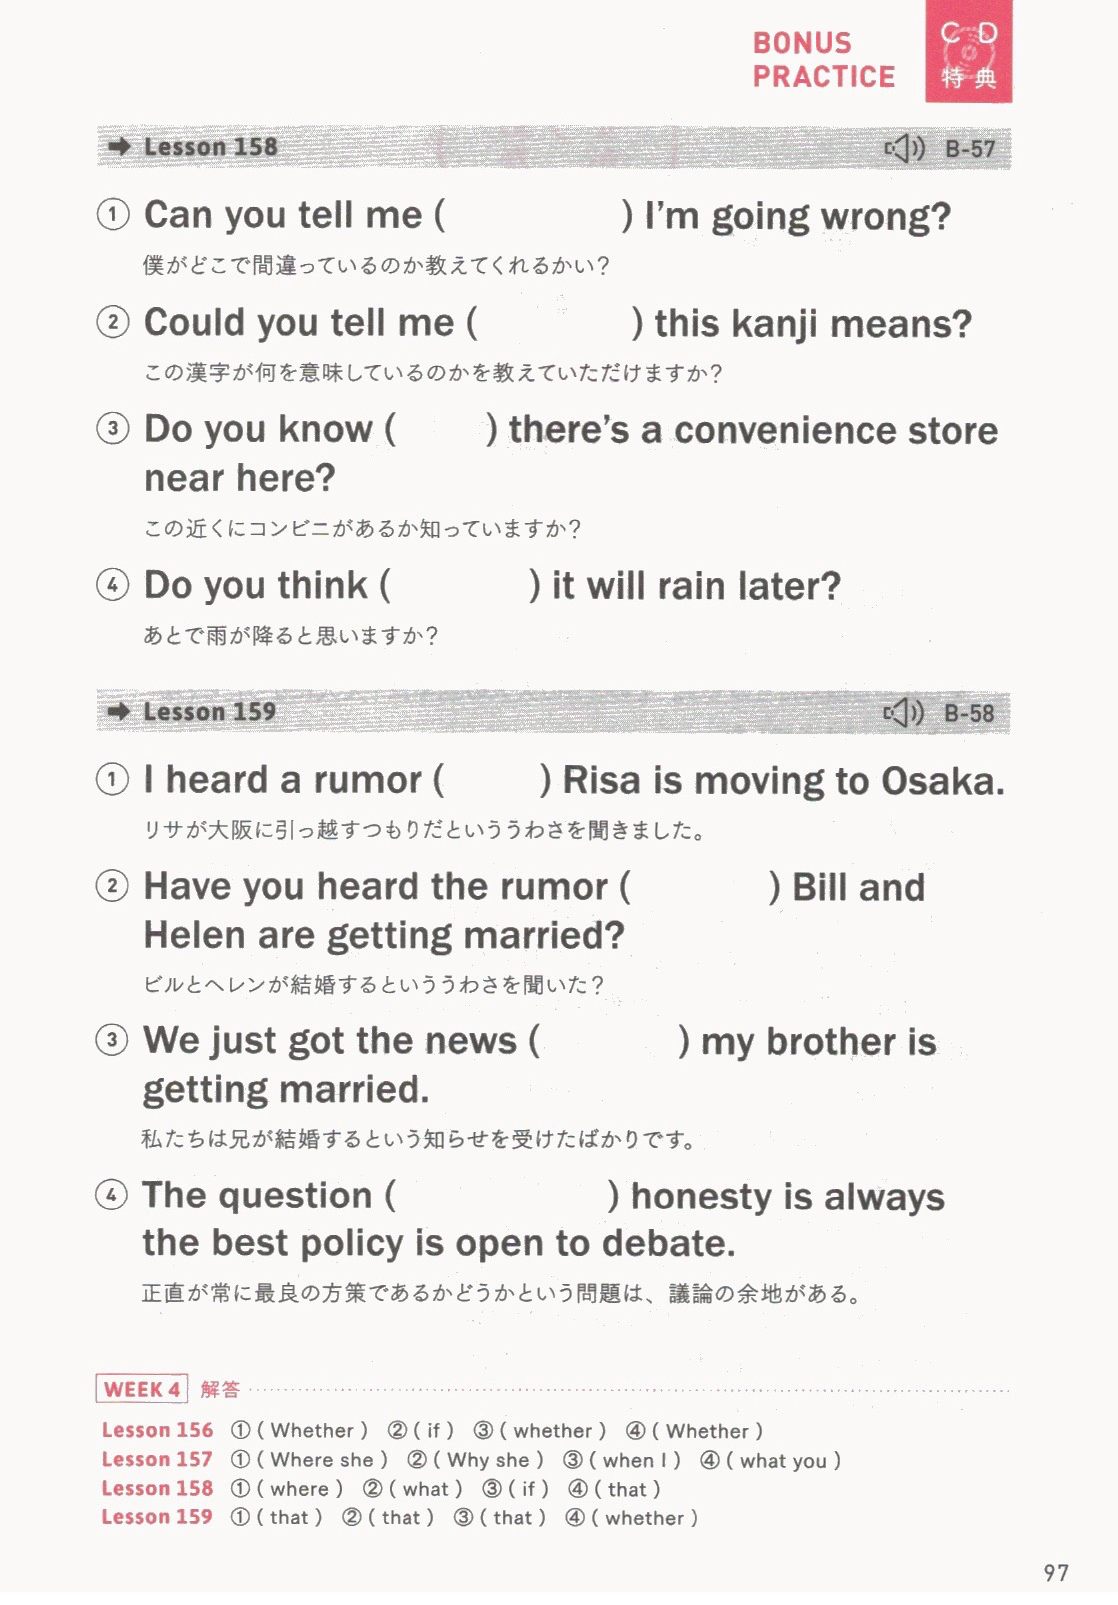 BONUS
PRACTICE
CD
特典
➡ Lesson 158 B-57
① Can you tell me ( ) I'm going wrong?
僕がどこで間違っているのか教えてくれるかい？
② Could you tell me ( ) this kanji means?
この漢字が何を意味しているのかを教えていただけますか？
③ Do you know ( ) there's a convenience store
near here?
この近くにコンビニがあるか知っていますか？
④ Do you think ( ) it will rain later?
あとで雨が降ると思いますか？
➡ Lesson 159 B-58
① I heard a rumor ( ) Risa is moving to Osaka.
リサが大阪に引っ越すつもりだといううわさを聞きました。
② Have you heard the rumor ( ) Bill and
Helen are getting married?
ビルとヘレンが結婚するといううわさを聞いた？
③ We just got the news ( ) my brother is
getting married.
私たちは兄が結婚するという知らせを受けたばかりです。
④ The question ( ) honesty is always
the best policy is open to debate.
正直が常に最良の方策であるかどうかという問題は、議論の余地がある。
WEEK 4 解答
Lesson 156 ①( Whether ) ②( if ) ③( whether ) ④( Whether )
Lesson 157 ①( Where she ) ②( Why she ) ③( when I ) ④( what you )
Lesson 158 ①( where ) ②( what ) ③( if ) ④( that )
Lesson 159 ①( that ) ②( that ) ③( that ) ④( whether )
97